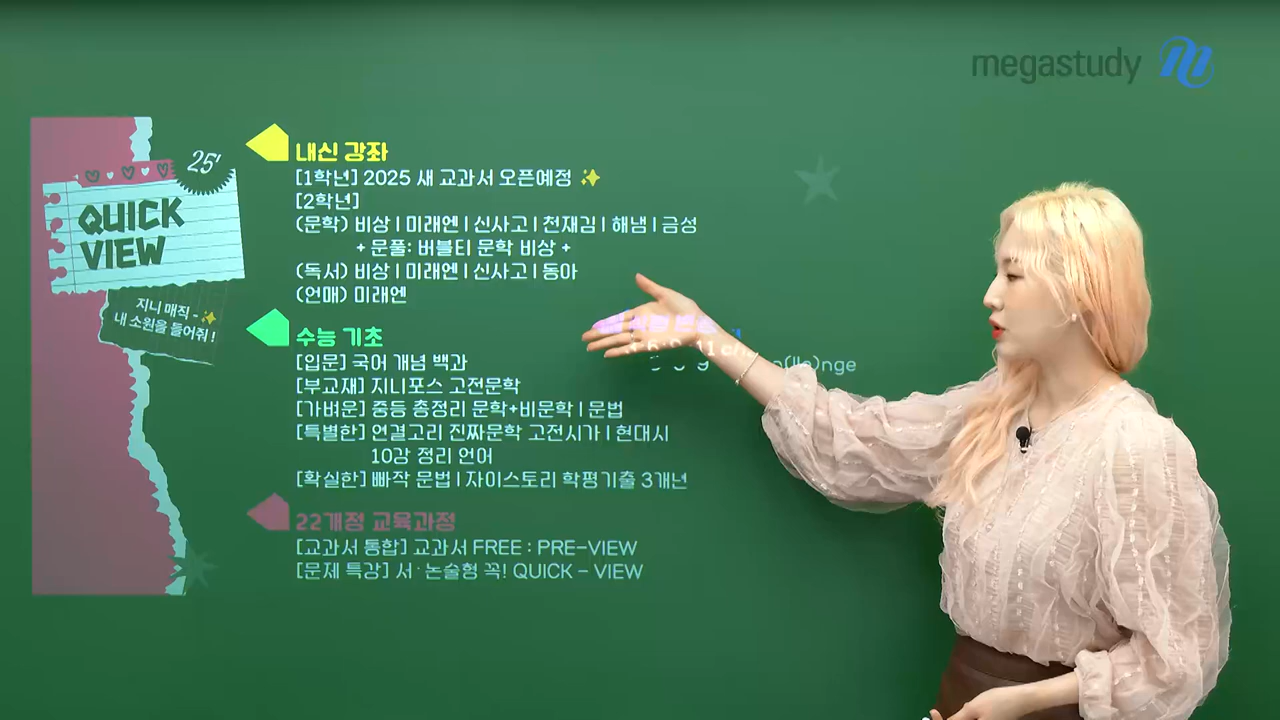 megastudy
25'
QUICK
VIEW
지니 매직 -
내 소원을 들어줘 !
내신 강좌
[1학년] 2025 새 교과서 오픈예정
[2학년]
(문학) 비상 | 미래엔 | 신사고 | 천재김 | 해냄 | 금성
+ 문풀: 버블티 문학 비상 +
(독서) 비상 | 미래엔 | 신사고 | 동아
(언매) 미래엔
수능 기초
[입문] 국어 개념 백과
[부교재] 지니포스 고전문학
[가벼운] 중등 총정리 문학+비문학 | 문법
[특별한] 연결고리 진짜문학 고전시가 | 현대시
10강 정리 언어
[확실한] 빠작 문법 | 자이스토리 학평기출 3개년
22개정 교육과정
[교과서 통합] 교과서 FREE : PRE-VIEW
[문제 특강] 서·논술형 꼭! QUICK - VIEW